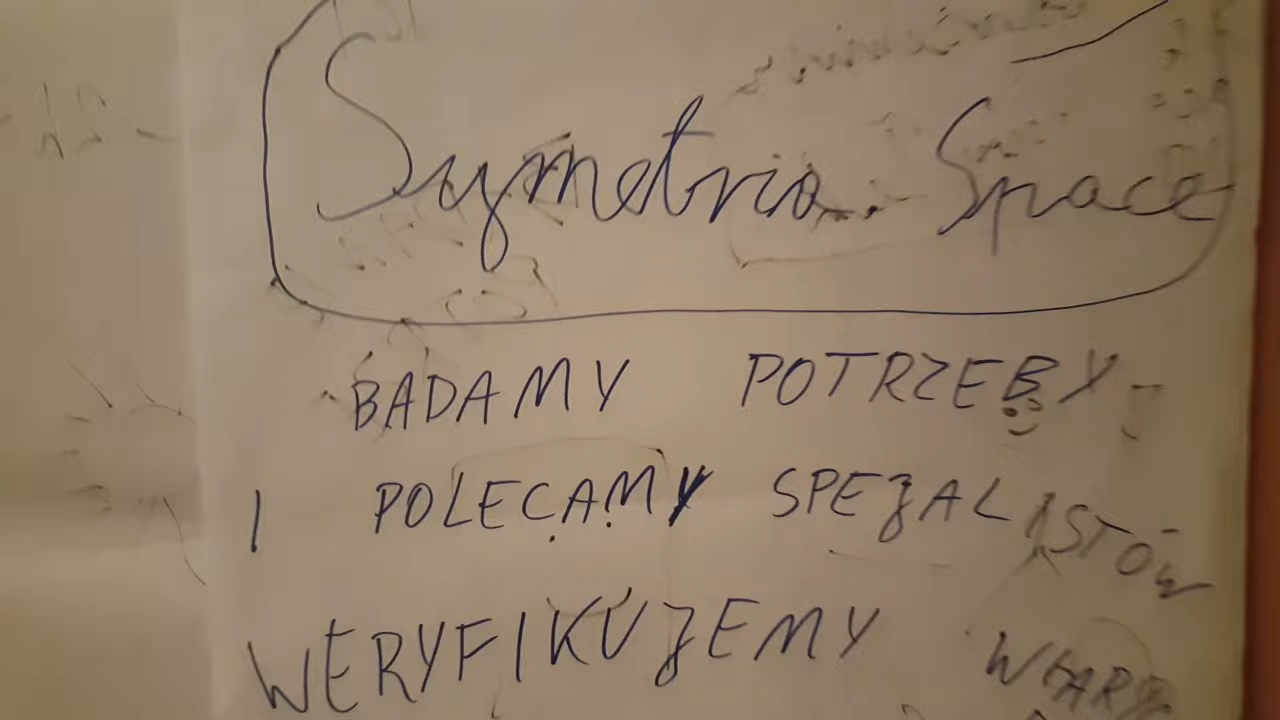 Symetria Space
BADAMY POTRZEBY
I POLECAMY SPEJALISTÓW
WERYFIKUJEMY